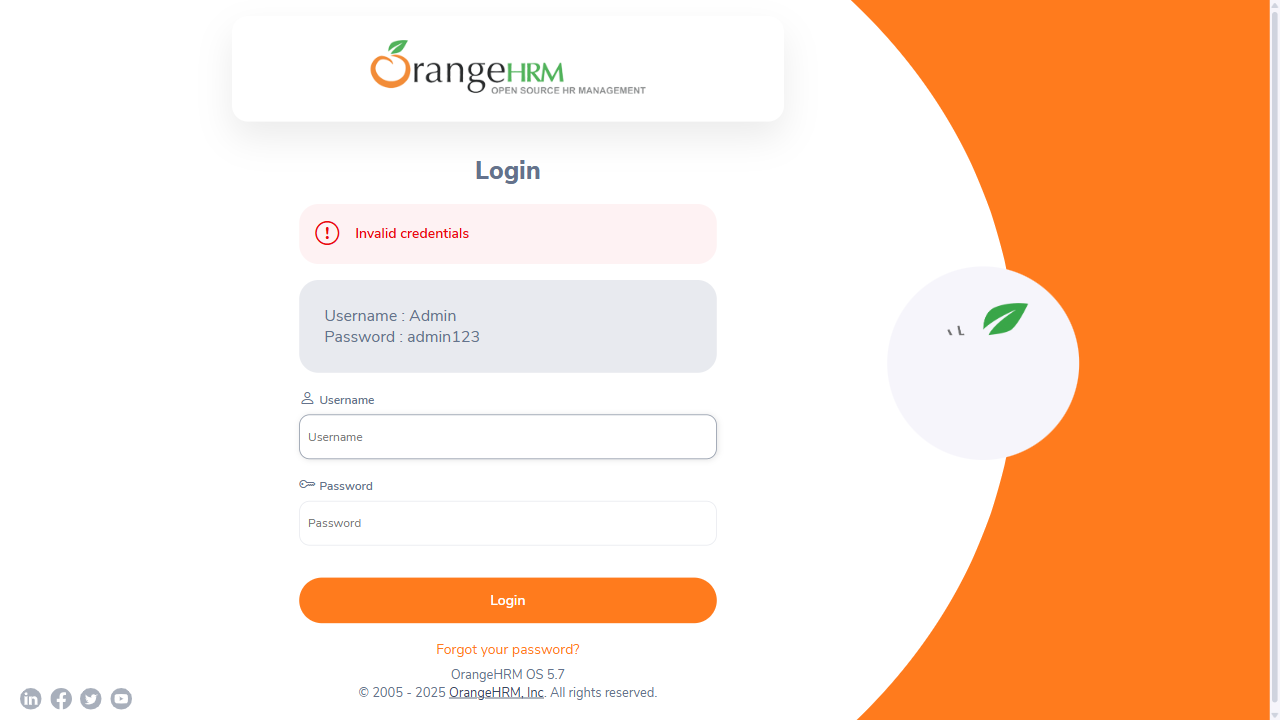 OrangeHRM
OPEN SOURCE HR MANAGEMENT
Login
Invalid credentials
Username : Admin
Password : admin123
Username
Username
Password
Password
Login
Forgot your password?
OrangeHRM OS 5.7
© 2005 - 2025 OrangeHRM, Inc. All rights reserved.